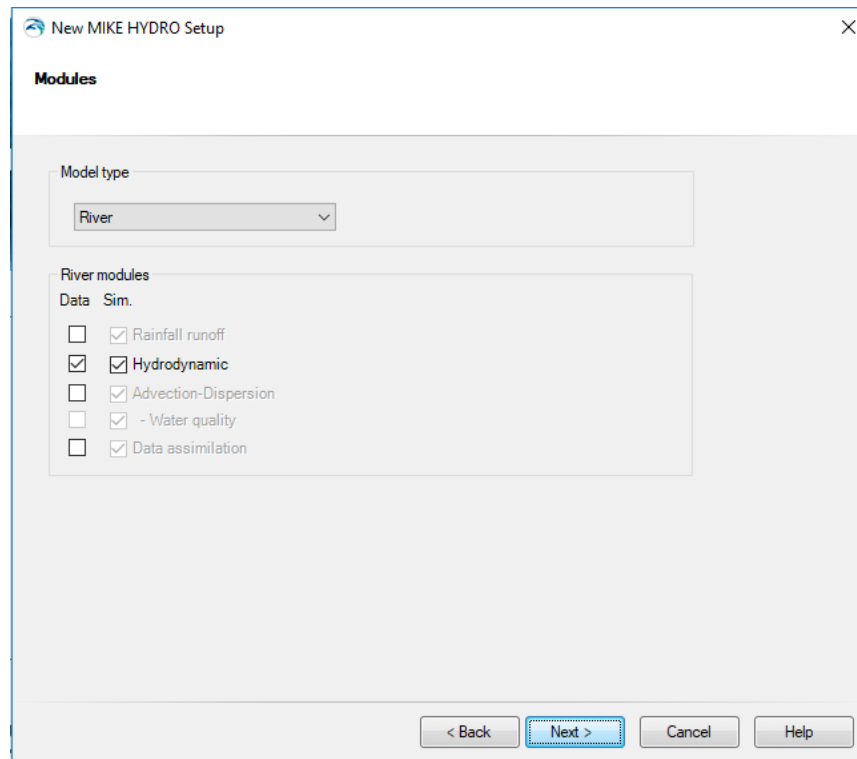 New MIKE HYDRO Setup
Modules
Model type
River
River modules
Data Sim.
Rainfall runoff
Hydrodynamic
Advection-Dispersion
- Water quality
Data assimilation
< Back Next > Cancel Help